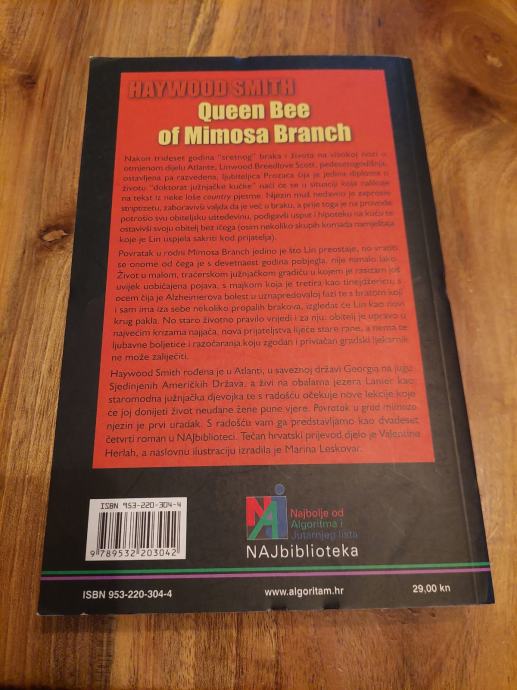 HAYWOOD SMITH
Queen Bee
of Mimosa Branch
Nakon trideset godina "sretnog" braka i života na visokoj nozi u
otmjenom dijelu Atlante, Linwood Breedlove Scott, pedesetogodišnja,
ostavljena pa razvedena, ljubiteljica Prozaca čija je jedina diploma u
životu "doktorat južnjačke kučke" naći će se u situaciji koja nalikuje
na tekst iz neke loše country pjesme. Njezin muž nedavno je zaprosio
striptizetu, zaboravivši valjda da je već u braku, a prije toga je na provode
potrošio svu obiteljsku ušteđevinu, podigavši usput i hipoteku na kuću te
ostavivši svoju obitelj bez ičega (osim nekoliko skupih komada namještaja
koje je Lin uspjela sakriti kod prijatelja).
Povratak u rodni Mimosa Branch jedino je što Lin preostaje, no vratiti
se onome od čega je s devetnaest godina pobjegla, nije nimalo lako.
Život u malom, tračerskom južnjačkom gradiću u kojem je rasizam još
uvijek uobičajena pojava, s majkom koja je tretira kao tinejdžericu, s
ocem čija je Alzheimerova bolest u uznapredovaloj fazi te s bratom koji
i sam ima iza sebe nekoliko propalih brakova, izgledat će Lin kao novi
krug pakla. No staro životno pravilo vrijedi i za nju: obitelj je upravo u
najvećim krizama najjača, nova prijateljstva liječe stare rane, a nema te
ljubavne boljetice i razočaranja koju zgodan i privlačan gradski ljekarnik
ne može zaliječiti.
Haywood Smith rođena je u Atlanti, u saveznoj državi Georgia na jugu
Sjedinjenih Američkih Država, a živi na obalama jezera Lanier kao
staromodna južnjačka djevojka te s radošću očekuje nove lekcije koje
će joj donijeti život neudane žene pune vjere. Povratak u grad mimoza
njezin je prvi uradak. S radošću vam ga predstavljamo kao dvadeset
četvrti roman u NAJbiblioteci. Tečan hrvatski prijevod djelo je Valentine
Herlah, a naslovnu ilustraciju izradila je Marina Leskovar.
ISBN 953-220-304-4
9 789532 203042
NAJ
Najbolje od
Algoritma i
Jutarnjeg lista
NAJbiblioteka
ISBN 953-220-304-4
www.algoritam.hr
29,00 kn